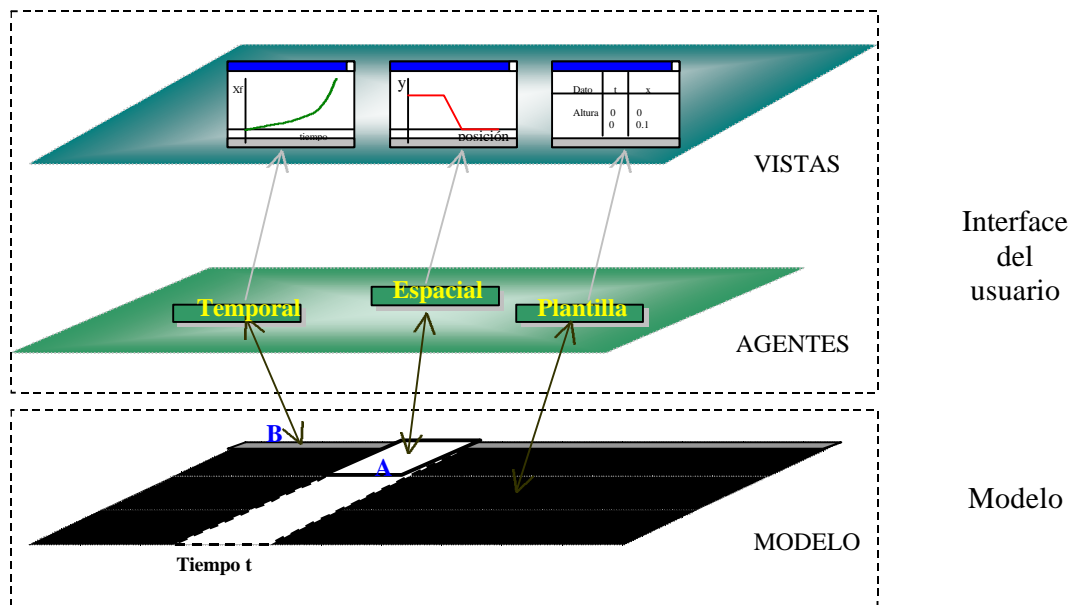 Xf
tiempo
y
posición
Dato t x
Altura 0 0
0 0.1
VISTAS
Interface
del
usuario
Temporal
Espacial
Plantilla
AGENTES
B
A
Modelo
MODELO
Tiempo t